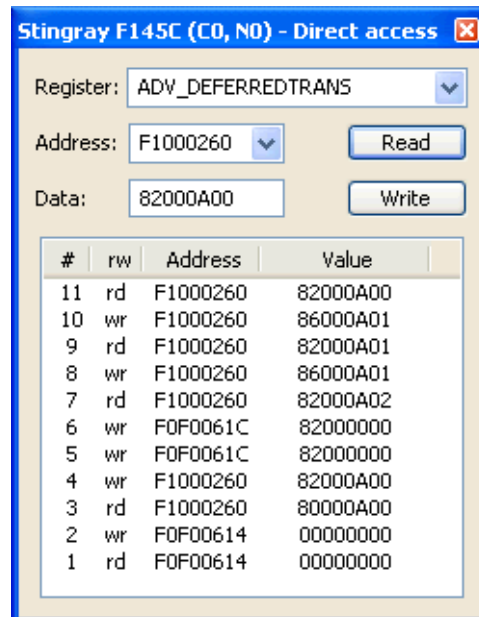 Stingray F145C (C0, N0) - Direct access
Register: ADV_DEFERREDTRANS
Address: F1000260 Read
Data: 82000A00 Write
# rw Address Value
11 rd F1000260 82000A00
10 wr F1000260 86000A01
9 rd F1000260 82000A01
8 wr F1000260 86000A01
7 rd F1000260 82000A02
6 wr F0F0061C 82000000
5 wr F0F0061C 82000000
4 wr F1000260 82000A00
3 rd F1000260 80000A00
2 wr F0F00614 00000000
1 rd F0F00614 00000000